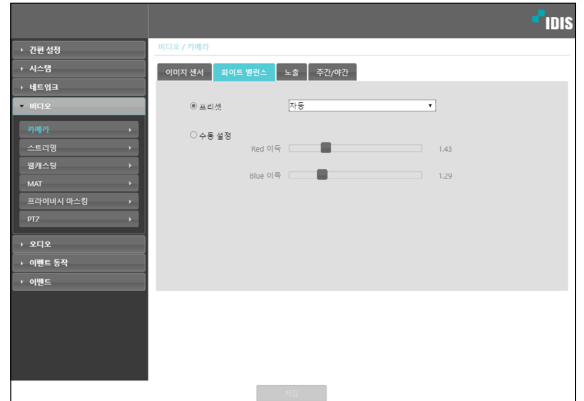 IDIS
간편 설정
시스템
네트워크
비디오
카메라
스트리밍
웹캐스팅
MAT
프라이버시 마스킹
PTZ
오디오
이벤트 동작
이벤트
비디오 / 카메라
이미지 센서 화이트 밸런스 노출 주간/야간
프리셋 자동
수동 설정
Red 이득 1.43
Blue 이득 1.29
저장